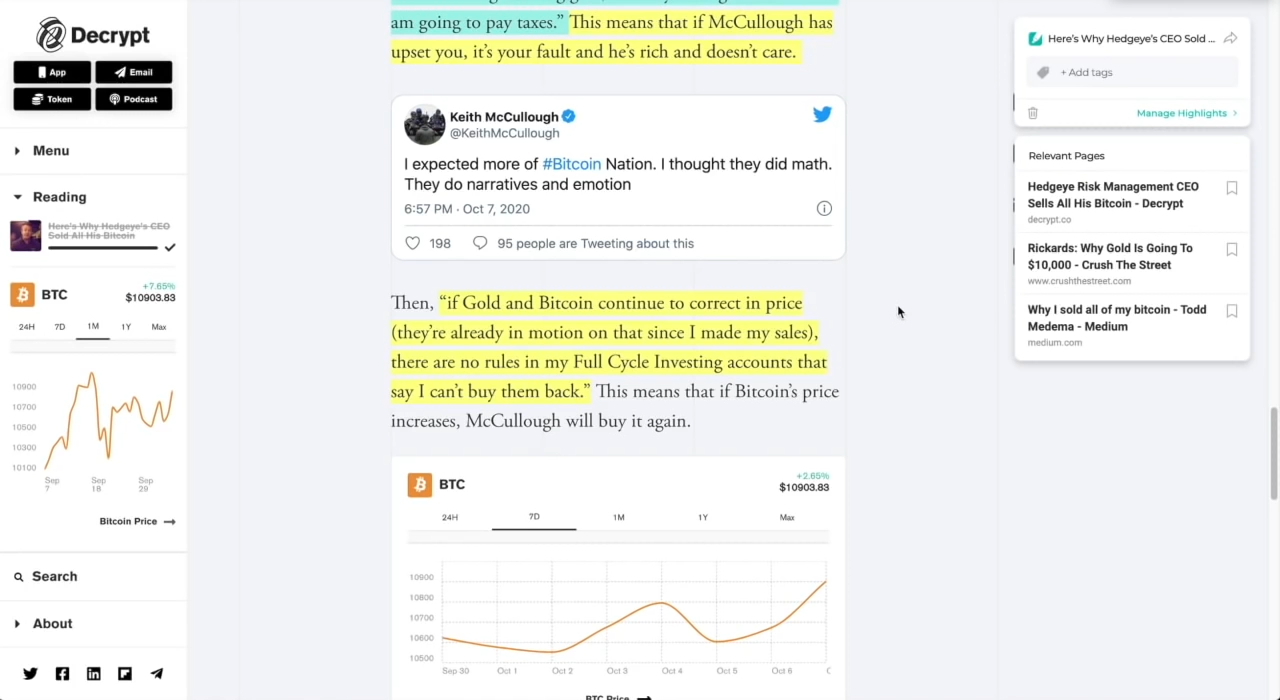 Decrypt
App
Email
Token
Podcast
Menu
Reading
Here's Why Hedgeye's CEO
Sold All His Bitcoin
BTC
+7.65%
$10903.83
24H 7D 1M 1Y Max
10900
10700
10500
10300
10100
Sep 7
Sep 18
Sep 29
Bitcoin Price
Search
About
am going to pay taxes.” This means that if McCullough has
upset you, it’s your fault and he’s rich and doesn’t care.
Keith McCullough
@KeithMcCullough
I expected more of #Bitcoin Nation. I thought they did math.
They do narratives and emotion
6:57 PM · Oct 7, 2020
198
95 people are Tweeting about this
Then, “if Gold and Bitcoin continue to correct in price
(they’re already in motion on that since I made my sales),
there are no rules in my Full Cycle Investing accounts that
say I can’t buy them back.” This means that if Bitcoin’s price
increases, McCullough will buy it again.
BTC
+2.65%
$10903.83
24H 7D 1M 1Y Max
10900
10800
10700
10600
10500
Sep 30 Oct 1 Oct 2 Oct 3 Oct 4 Oct 5 Oct 6
BTC Price
Here's Why Hedgeye's CEO Sold ...
+ Add tags
Manage Highlights >
Relevant Pages
Hedgeye Risk Management CEO
Sells All His Bitcoin - Decrypt
decrypt.co
Rickards: Why Gold Is Going To
$10,000 - Crush The Street
www.crushthestreet.com
Why I sold all of my bitcoin - Todd
Medema - Medium
medium.com